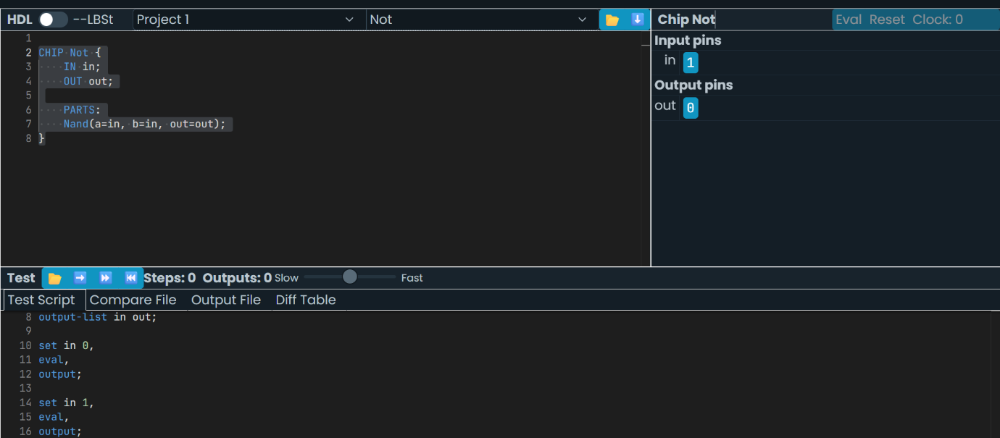 HDL --LBSt Project 1 Not
1
2 CHIP Not {
3 IN in;
4 OUT out;
5
6 PARTS:
7 Nand(a=in, b=in, out=out);
8 }
Chip Not Eval Reset Clock: 0
Input pins
in 1
Output pins
out 0
Test Steps: 0 Outputs: 0 Slow Fast
Test Script Compare File Output File Diff Table
8 output-list in out;
9
10 set in 0,
11 eval,
12 output;
13
14 set in 1,
15 eval,
16 output;